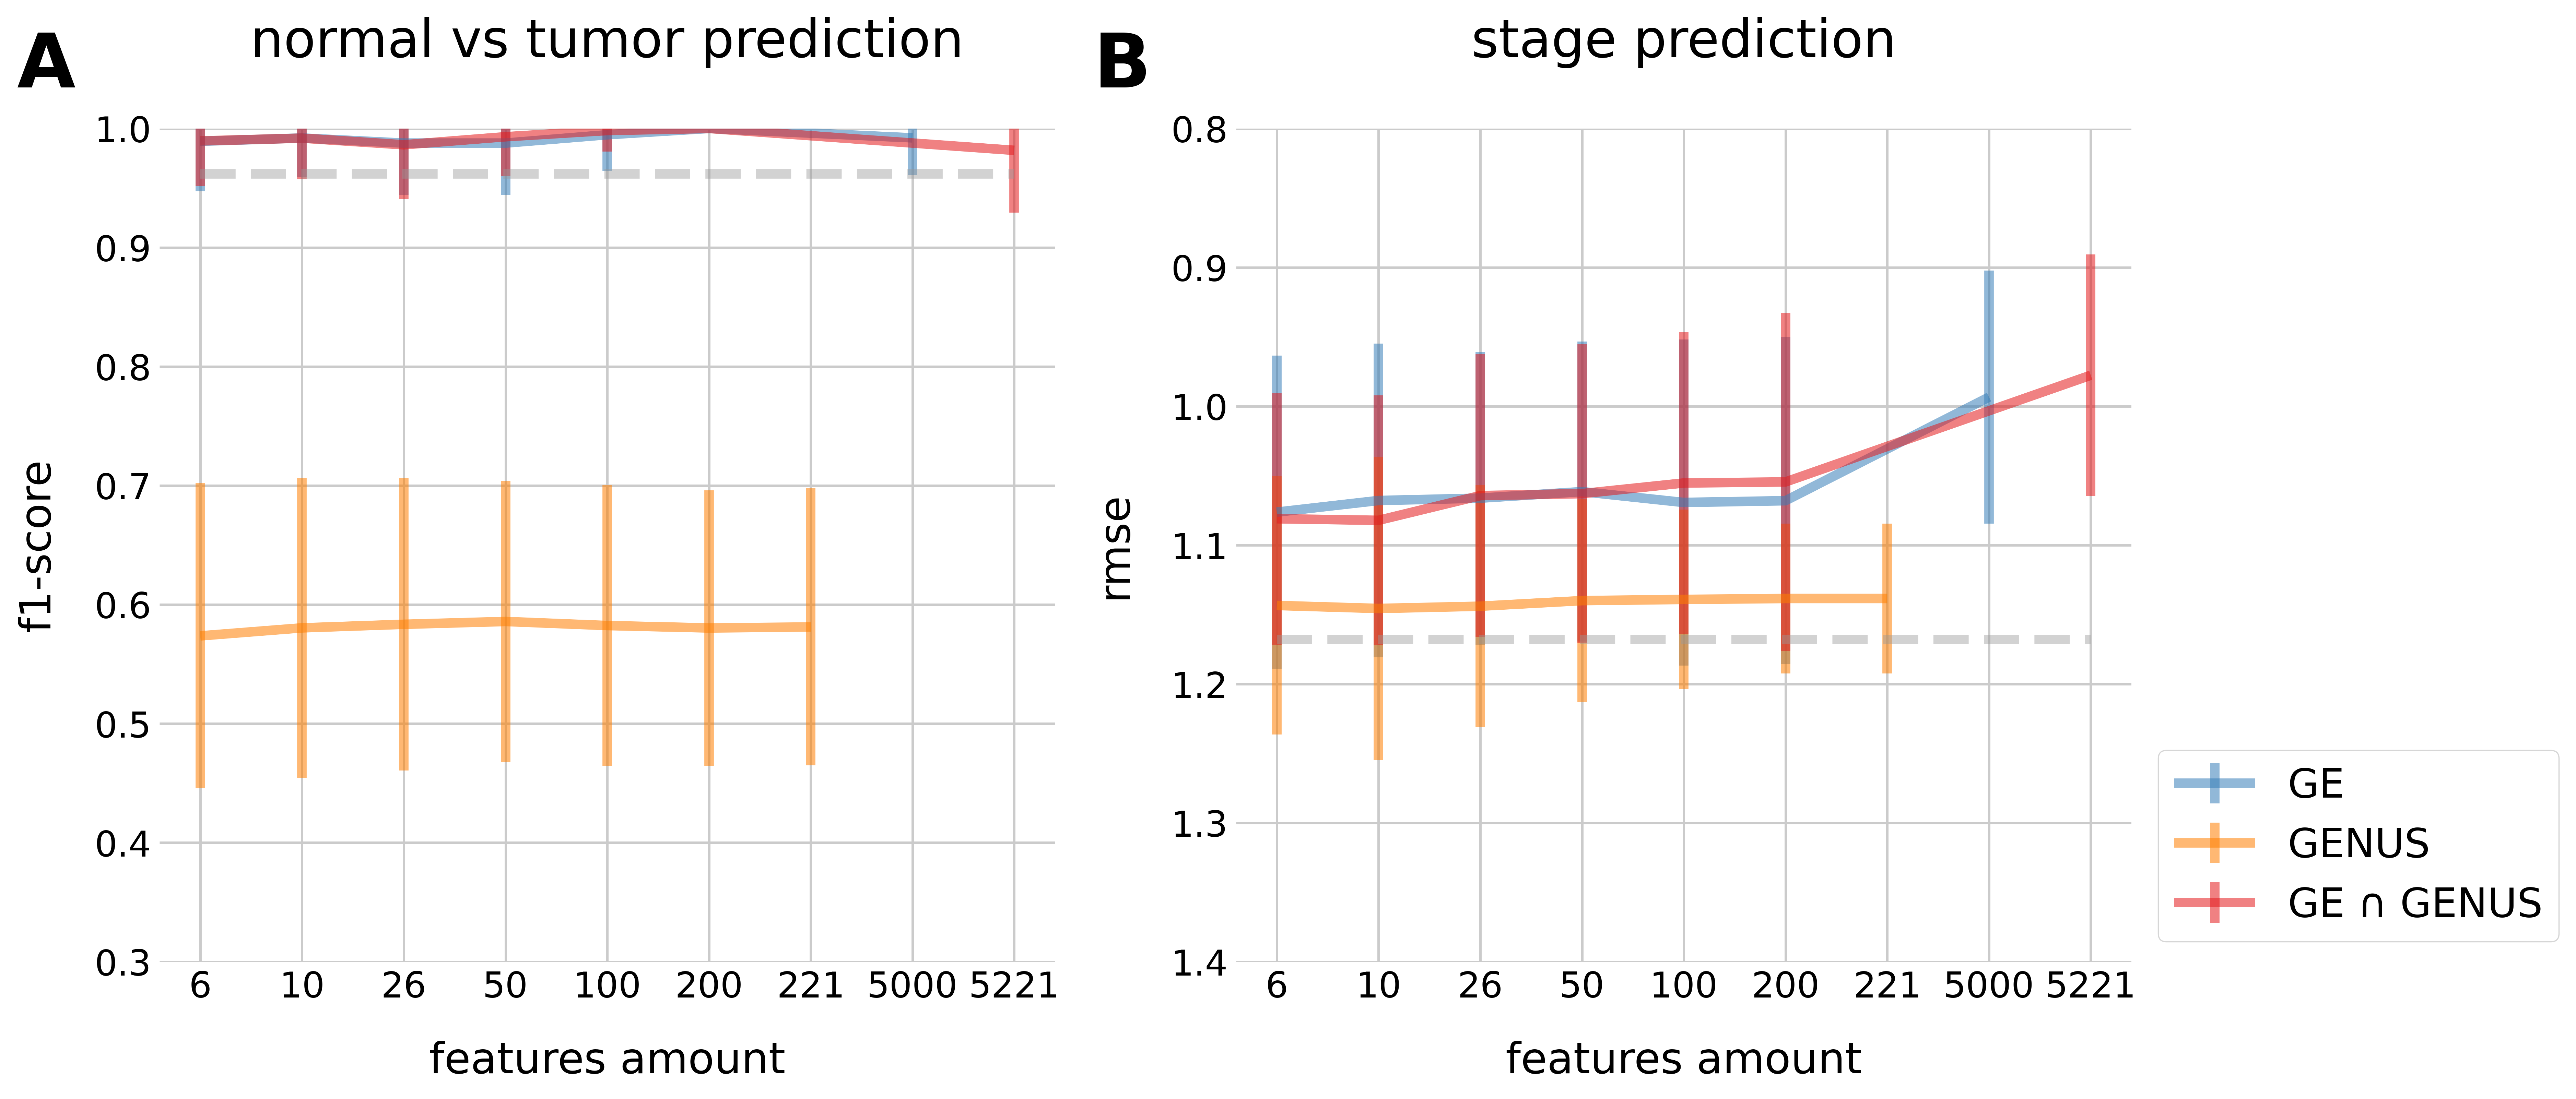 A
normal vs tumor prediction
f1-score
1.0
0.9
0.8
0.7
0.6
0.5
0.4
0.3
6 10 26 50 100 200 221 5000 5221
features amount
B
stage prediction
rmse
0.8
0.9
1.0
1.1
1.2
1.3
1.4
6 10 26 50 100 200 221 5000 5221
features amount
GE
GENUS
GE ∩ GENUS